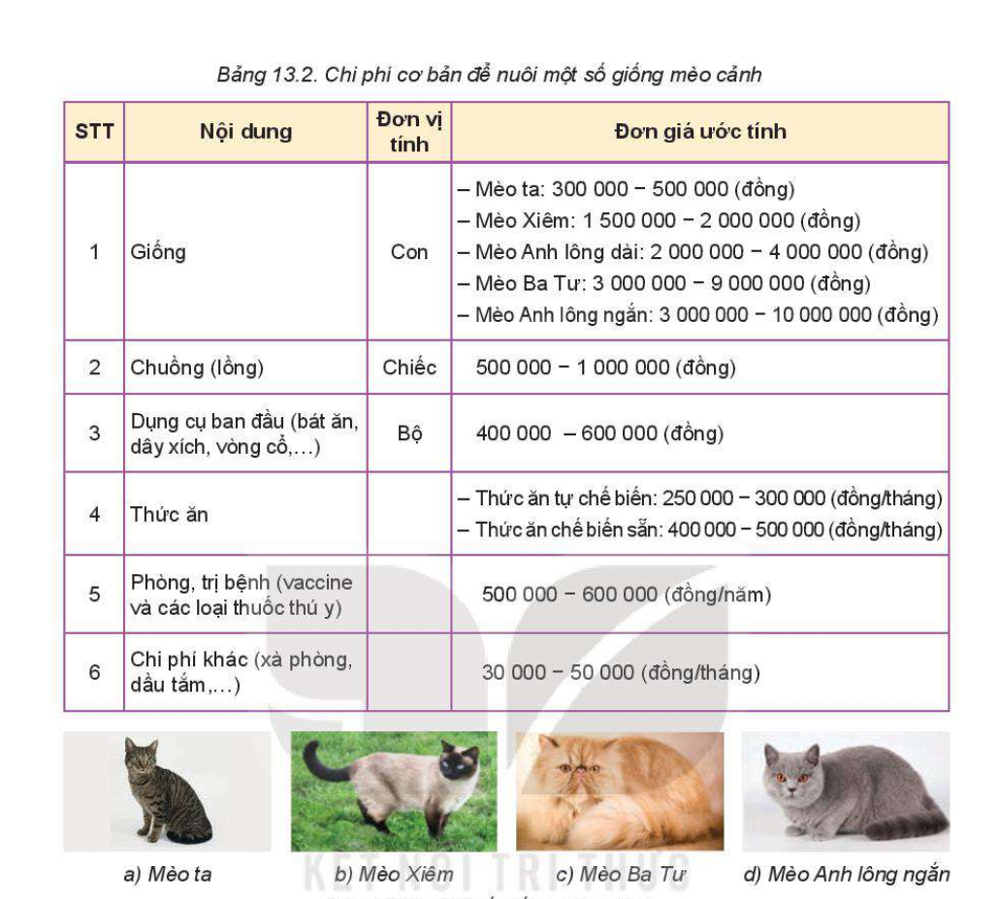 Bảng 13.2. Chi phí cơ bản để nuôi một số giống mèo cảnh
STT Nội dung Đơn vị tính Đơn giá ước tính
1 Giống Con
– Mèo ta: 300 000 – 500 000 (đồng)
– Mèo Xiêm: 1 500 000 – 2 000 000 (đồng)
– Mèo Anh lông dài: 2 000 000 – 4 000 000 (đồng)
– Mèo Ba Tư: 3 000 000 – 9 000 000 (đồng)
– Mèo Anh lông ngắn: 3 000 000 – 10 000 000 (đồng)
2 Chuồng (lồng) Chiếc 500 000 – 1 000 000 (đồng)
3 Dụng cụ ban đầu (bát ăn,
dây xích, vòng cổ,...) Bộ 400 000 – 600 000 (đồng)
4 Thức ăn
– Thức ăn tự chế biến: 250 000 – 300 000 (đồng/tháng)
– Thức ăn chế biến sẵn: 400 000 – 500 000 (đồng/tháng)
5 Phòng, trị bệnh (vaccine
và các loại thuốc thú y) 500 000 – 600 000 (đồng/năm)
6 Chi phí khác (xà phòng,
dầu tắm,...) 30 000 – 50 000 (đồng/tháng)
a) Mèo ta b) Mèo Xiêm c) Mèo Ba Tư d) Mèo Anh lông ngắn
KẾT NỐI TRI THỨC